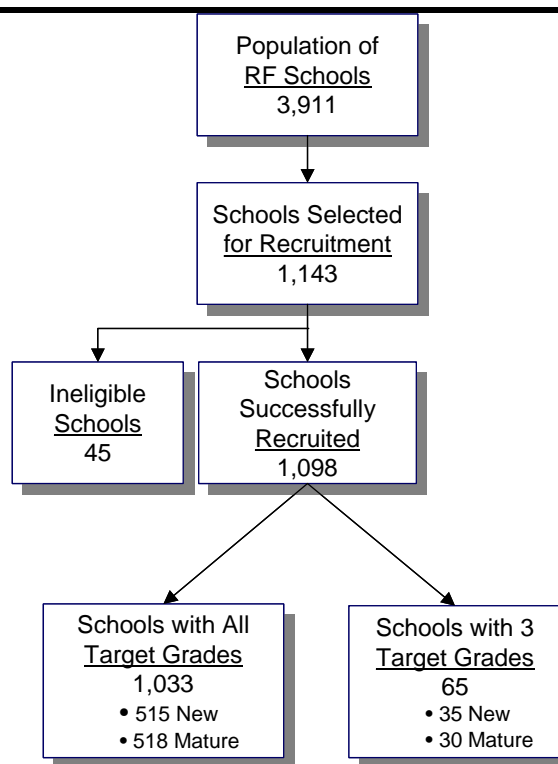 Population of
RF Schools
3,911
Schools Selected
for Recruitment
1,143
Ineligible
Schools
45
Schools
Successfully
Recruited
1,098
Schools with All
Target Grades
1,033
• 515 New
• 518 Mature
Schools with 3
Target Grades
65
• 35 New
• 30 Mature